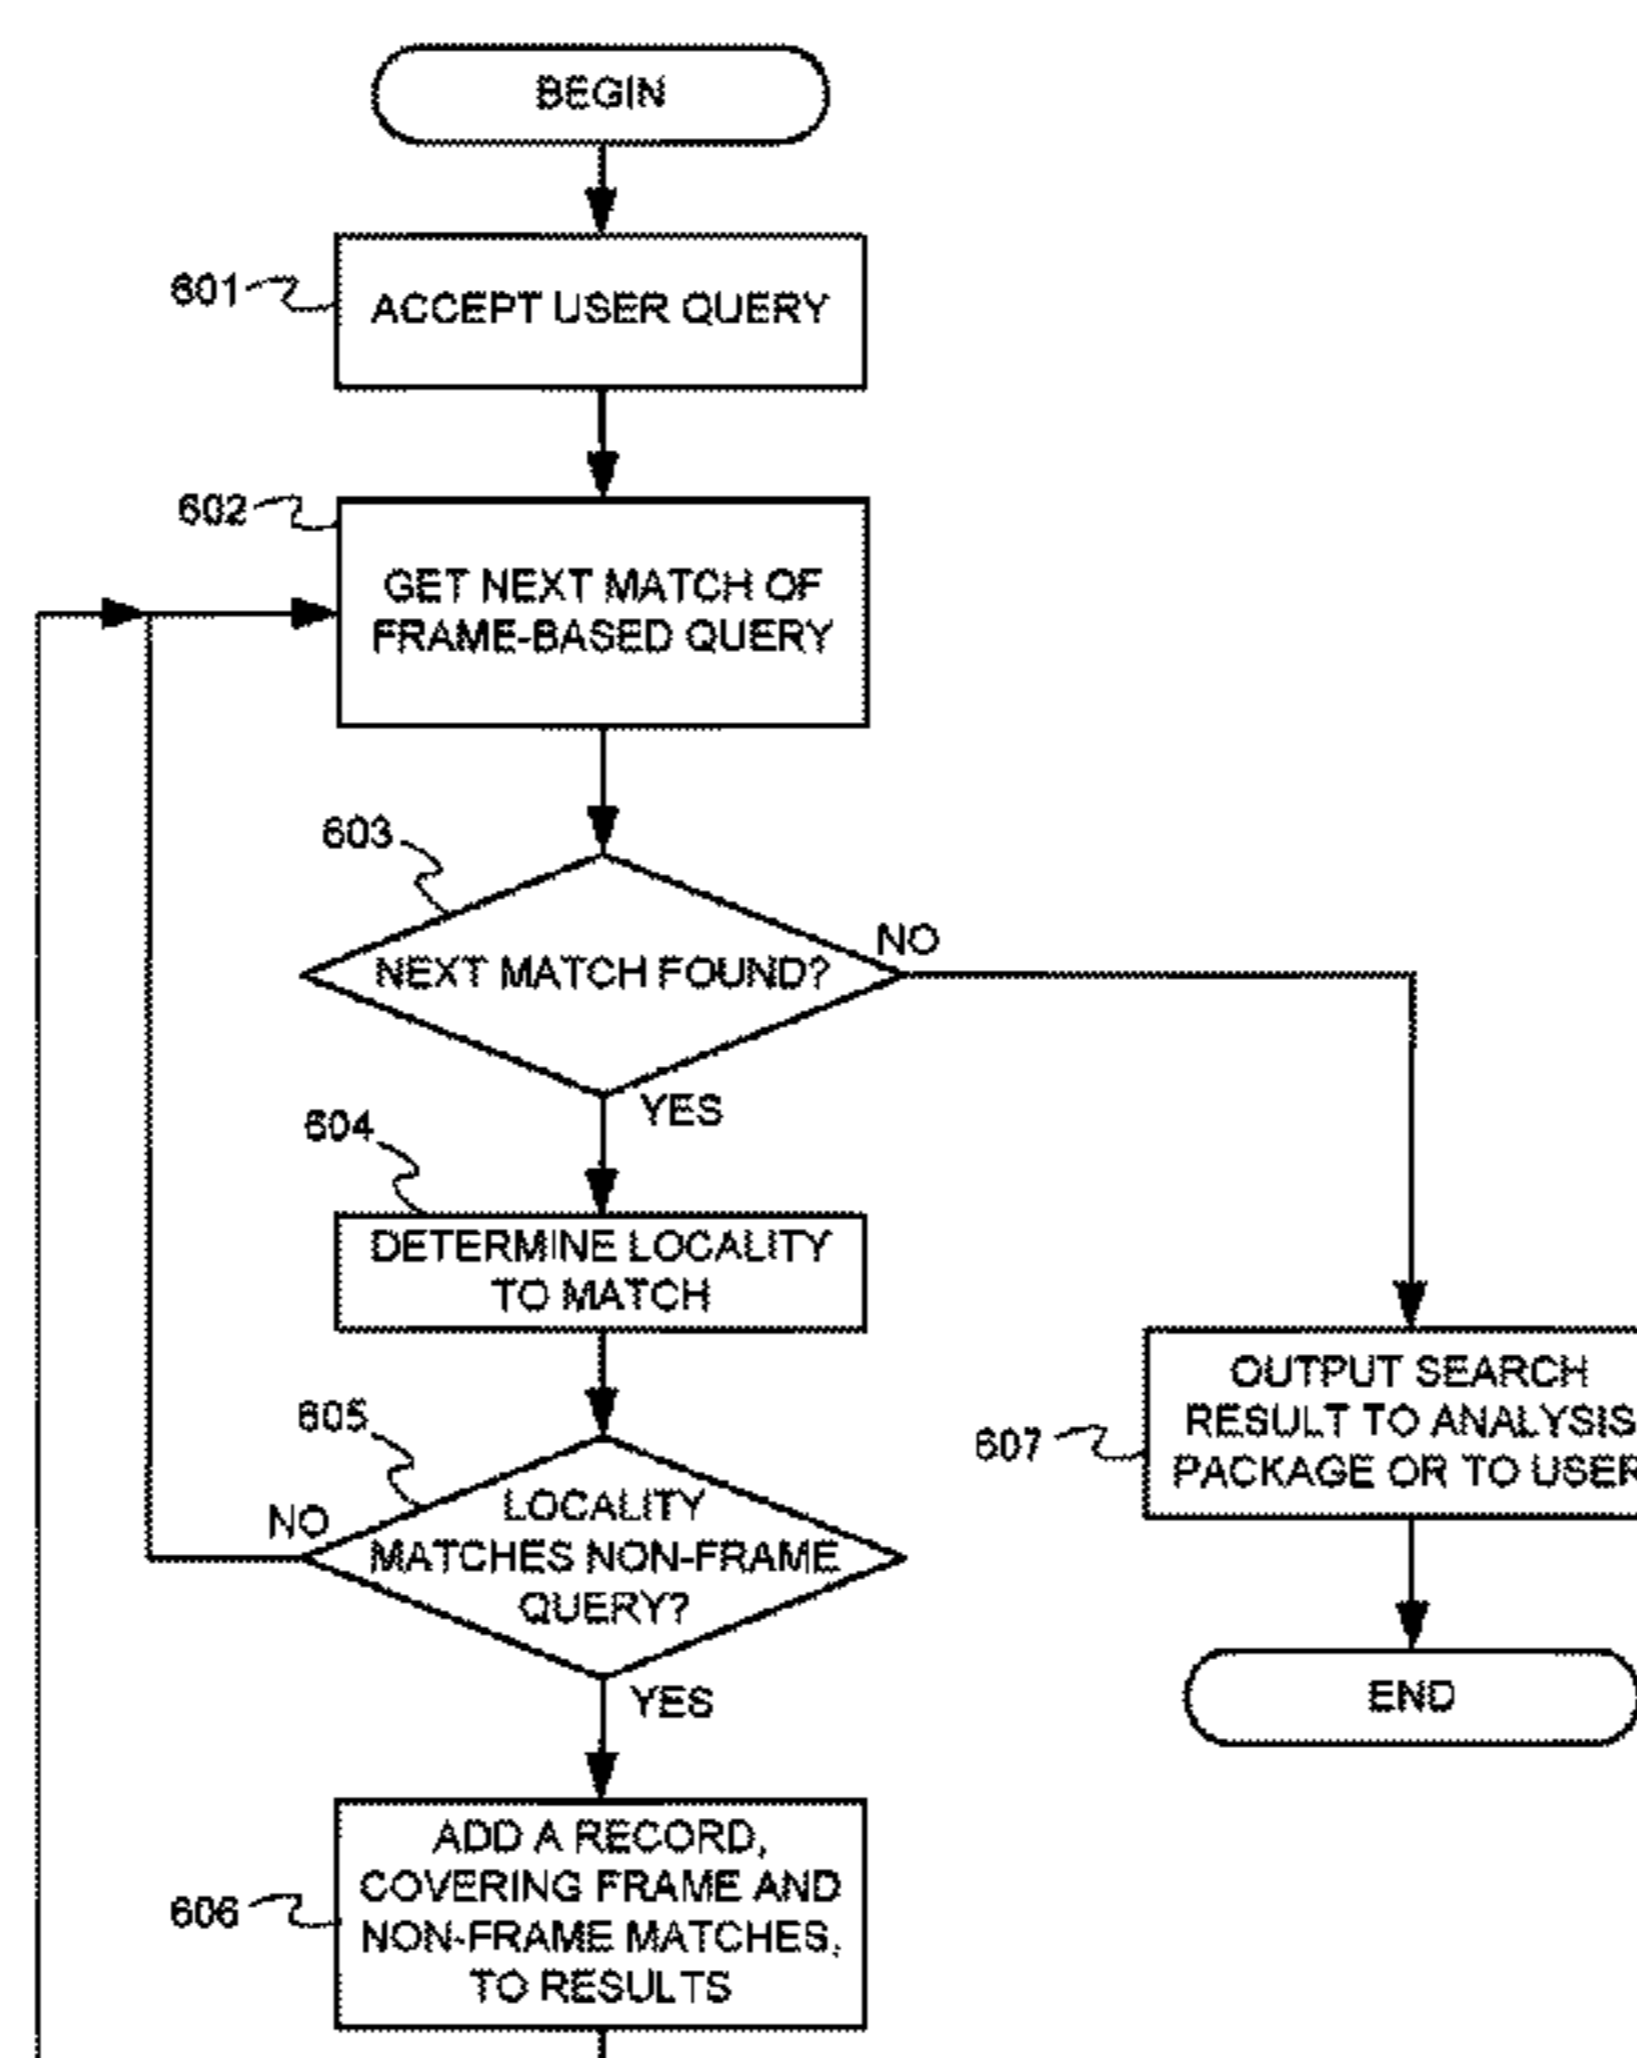 BEGIN
601
ACCEPT USER QUERY
602
GET NEXT MATCH OF
FRAME-BASED QUERY
603
NEXT MATCH FOUND?
NO
YES
604
DETERMINE LOCALITY
TO MATCH
605
LOCALITY
MATCHES NON-FRAME
QUERY?
NO
YES
606
ADD A RECORD,
COVERING FRAME AND
NON-FRAME MATCHES,
TO RESULTS
607
OUTPUT SEARCH
RESULT TO ANALYSIS
PACKAGE OR TO USER
END